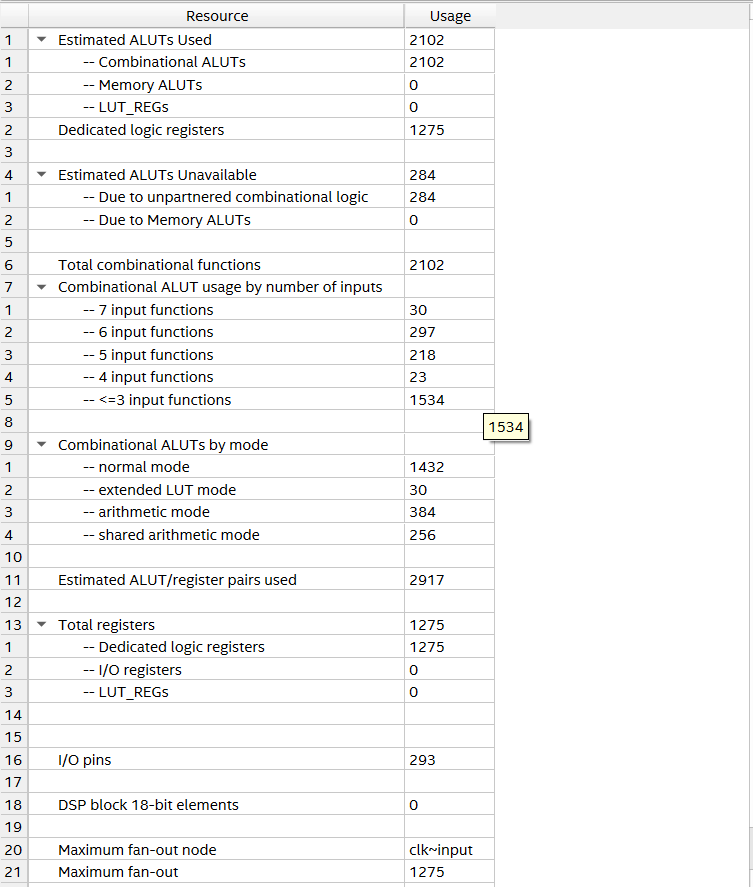 Resource Usage
1 Estimated ALUTs Used 2102
1 -- Combinational ALUTs 2102
2 -- Memory ALUTs 0
3 -- LUT_REGs 0
2 Dedicated logic registers 1275
3
4 Estimated ALUTs Unavailable 284
1 -- Due to unpartnered combinational logic 284
2 -- Due to Memory ALUTs 0
5
6 Total combinational functions 2102
7 Combinational ALUT usage by number of inputs
1 -- 7 input functions 30
2 -- 6 input functions 297
3 -- 5 input functions 218
4 -- 4 input functions 23
5 -- <=3 input functions 1534
8
1534
9 Combinational ALUTs by mode
1 -- normal mode 1432
2 -- extended LUT mode 30
3 -- arithmetic mode 384
4 -- shared arithmetic mode 256
10
11 Estimated ALUT/register pairs used 2917
12
13 Total registers 1275
1 -- Dedicated logic registers 1275
2 -- I/O registers 0
3 -- LUT_REGs 0
14
15
16 I/O pins 293
17
18 DSP block 18-bit elements 0
19
20 Maximum fan-out node clk~input
21 Maximum fan-out 1275